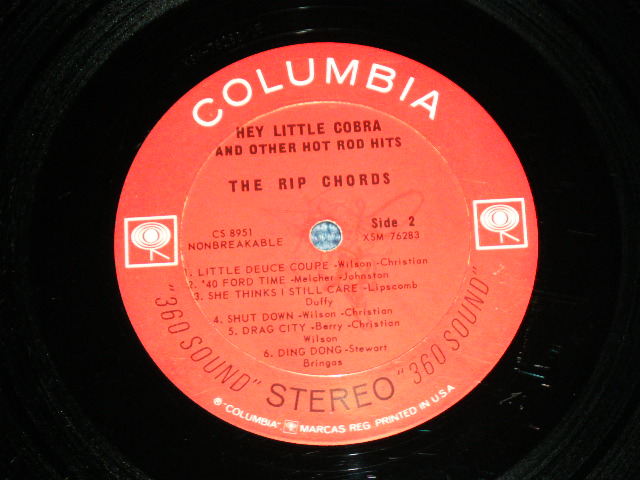 COLUMBIA
HEY LITTLE COBRA
AND OTHER HOT ROD HITS
THE RIP CHORDS
CS 8951
NONBREAKABLE
Side 2
XSM 76283
1. LITTLE DEUCE COUPE -Wilson -Christian
2. '40 FORD TIME -Melcher -Johnston
3. SHE THINKS I STILL CARE -Lipscomb
Duffy
4. SHUT DOWN -Wilson -Christian
5. DRAG CITY -Berry -Christian
Wilson
6. DING DONG -Stewart
Bringas
"360 SOUND" STEREO "360 SOUND"
® "COLUMBIA" MARCAS REG. PRINTED IN U.S.A.